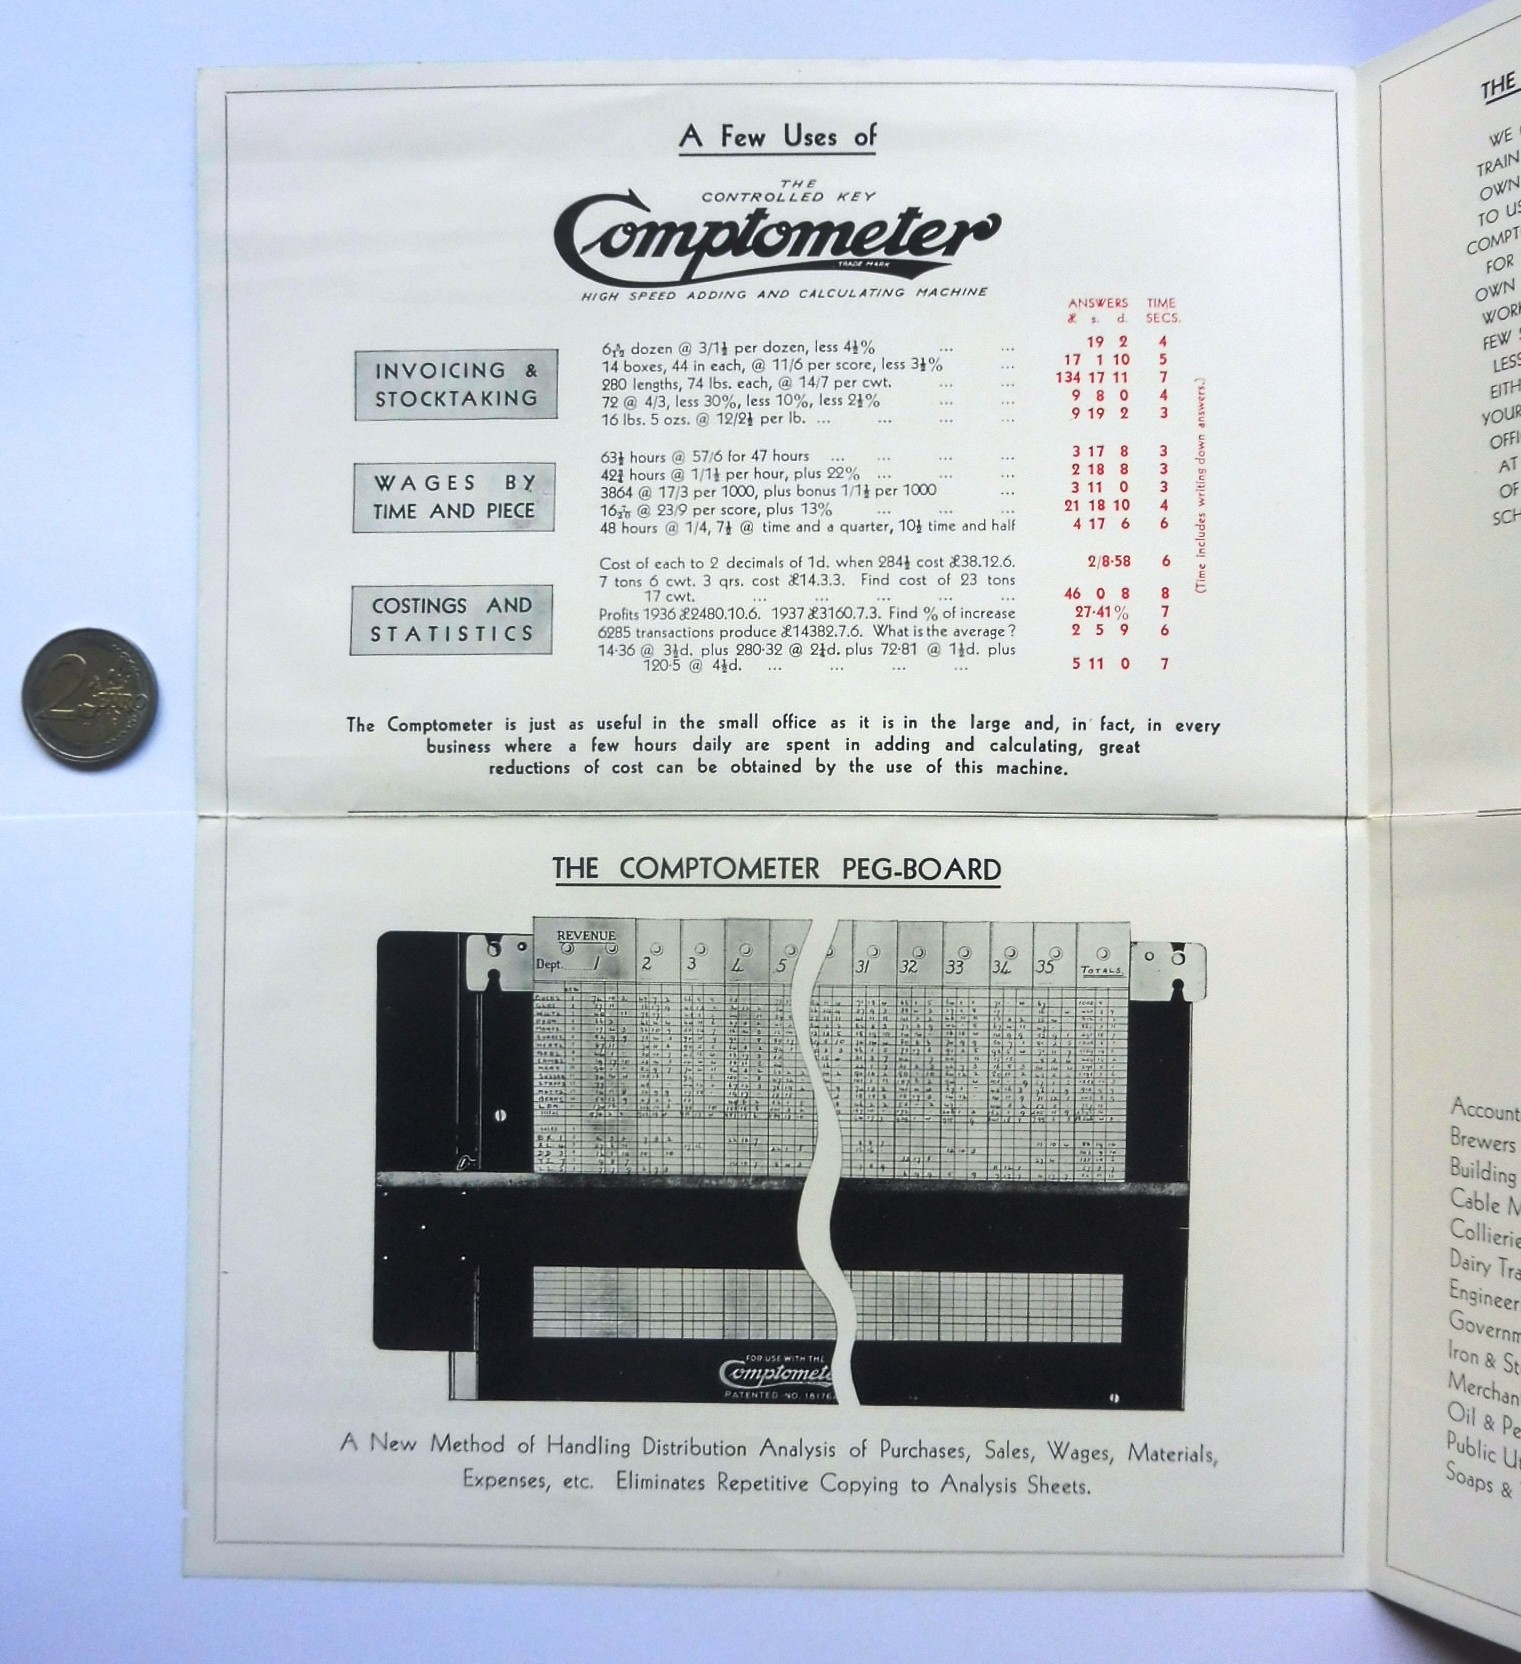 A Few Uses of
THE
CONTROLLED KEY
Comptometer
TRADE MARK
HIGH SPEED ADDING AND CALCULATING MACHINE
ANSWERS TIME
£ s. d. SECS.
INVOICING &
STOCKTAKING
6 5/12 dozen @ 3/1½ per dozen, less 4½% ... ... 19 2 4
14 boxes, 44 in each, @ 11/6 per score, less 3½% ... 17 1 10 5
280 lengths, 74 lbs. each, @ 14/7 per cwt. ... ... 134 17 11 7
72 @ 4/3, less 30%, less 10%, less 2½% ... ... 9 8 0 4
16 lbs. 5 ozs. @ 12/2½ per lb. ... ... ... ... 9 19 2 3
WAGES BY
TIME AND PIECE
63½ hours @ 57/6 for 47 hours ... ... ... ... 3 17 8 3
42¾ hours @ 1/1½ per hour, plus 22% ... ... ... ... 2 18 8 3
3864 @ 17/3 per 1000, plus bonus 1/1½ per 1000 ... 3 11 0 3
@ 23/9 per score, plus 13% ... ... ... 21 18 10 4
48 hours @ 1/4, 7½ @ time and a quarter, 10½ time and half 4 17 6 6
(Time includes writing down answers.)
COSTINGS AND
STATISTICS
Cost of each to 2 decimals of 1d. when 284½ cost £38.12.6. 2/8·58 6
7 tons 6 cwt. 3 qrs. cost £14.3.3. Find cost of 23 tons
17 cwt. ... ... ... ... ... 46 0 8 8
Profits 1936 £2480.10.6. 1937 £3160.7.3. Find % of increase 27·41% 7
6285 transactions produce £14382.7.6. What is the average? 2 5 9 6
14·36 @ 3½d. plus 280·32 @ 2¼d. plus 72·81 @ 1½d. plus
120·5 @ 4½d. ... ... ... ... 5 11 0 7
The Comptometer is just as useful in the small office as it is in the large and, in fact, in every
business where a few hours daily are spent in adding and calculating, great
reductions of cost can be obtained by the use of this machine.
THE COMPTOMETER PEG-BOARD
REVENUE
Dept. 1 2 3 4 5 31 32 33 34 35 TOTALS
FOR USE WITH THE
Comptomete
PATENTED NO. 18176
A New Method of Handling Distribution Analysis of Purchases, Sales, Wages, Materials,
Expenses, etc. Eliminates Repetitive Copying to Analysis Sheets.
THE
WE
TRAIN
OWN
TO US
COMPT
FOR
OWN
WORK
FEW
LESS
EITH
YOUR
OFFI
AT
OF
SCH
Account
Brewers
Building
Cable M
Collierie
Dairy Tra
Engineer
Governm
Iron & St
Merchan
Oil & Pe
Public Ut
Soaps &
2